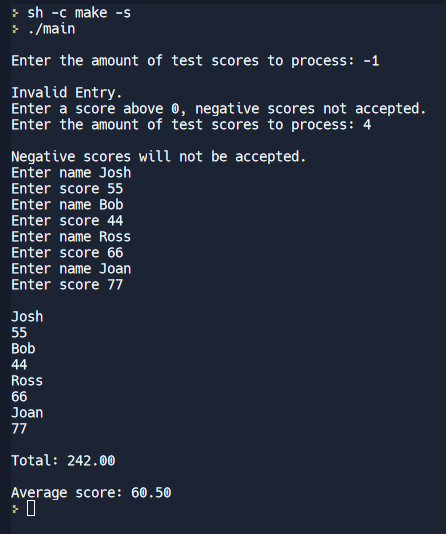 > sh -c make -s
> ./main
Enter the amount of test scores to process: -1
Invalid Entry.
Enter a score above 0, negative scores not accepted.
Enter the amount of test scores to process: 4
Negative scores will not be accepted.
Enter name Josh
Enter score 55
Enter name Bob
Enter score 44
Enter name Ross
Enter score 66
Enter name Joan
Enter score 77
Josh
55
Bob
44
Ross
66
Joan
77
Total: 242.00
Average score: 60.50
>